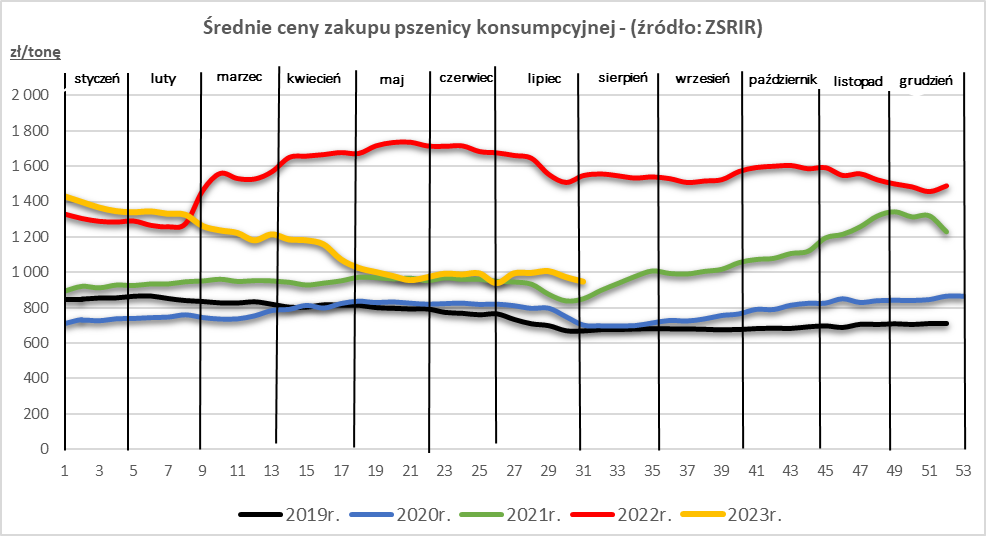 Średnie ceny zakupu pszenicy konsumpcyjnej - (źródło: ZSRIR)
zł/tonę
styczeń luty marzec kwiecień maj czerwiec lipiec sierpień wrzesień październik listopad grudzień
2 000
1 800
1 600
1 400
1 200
1 000
800
600
400
200
0
1 3 5 7 9 11 13 15 17 19 21 23 25 27 29 31 33 35 37 39 41 43 45 47 49 51 53
2019r. 2020r. 2021r. 2022r. 2023r.